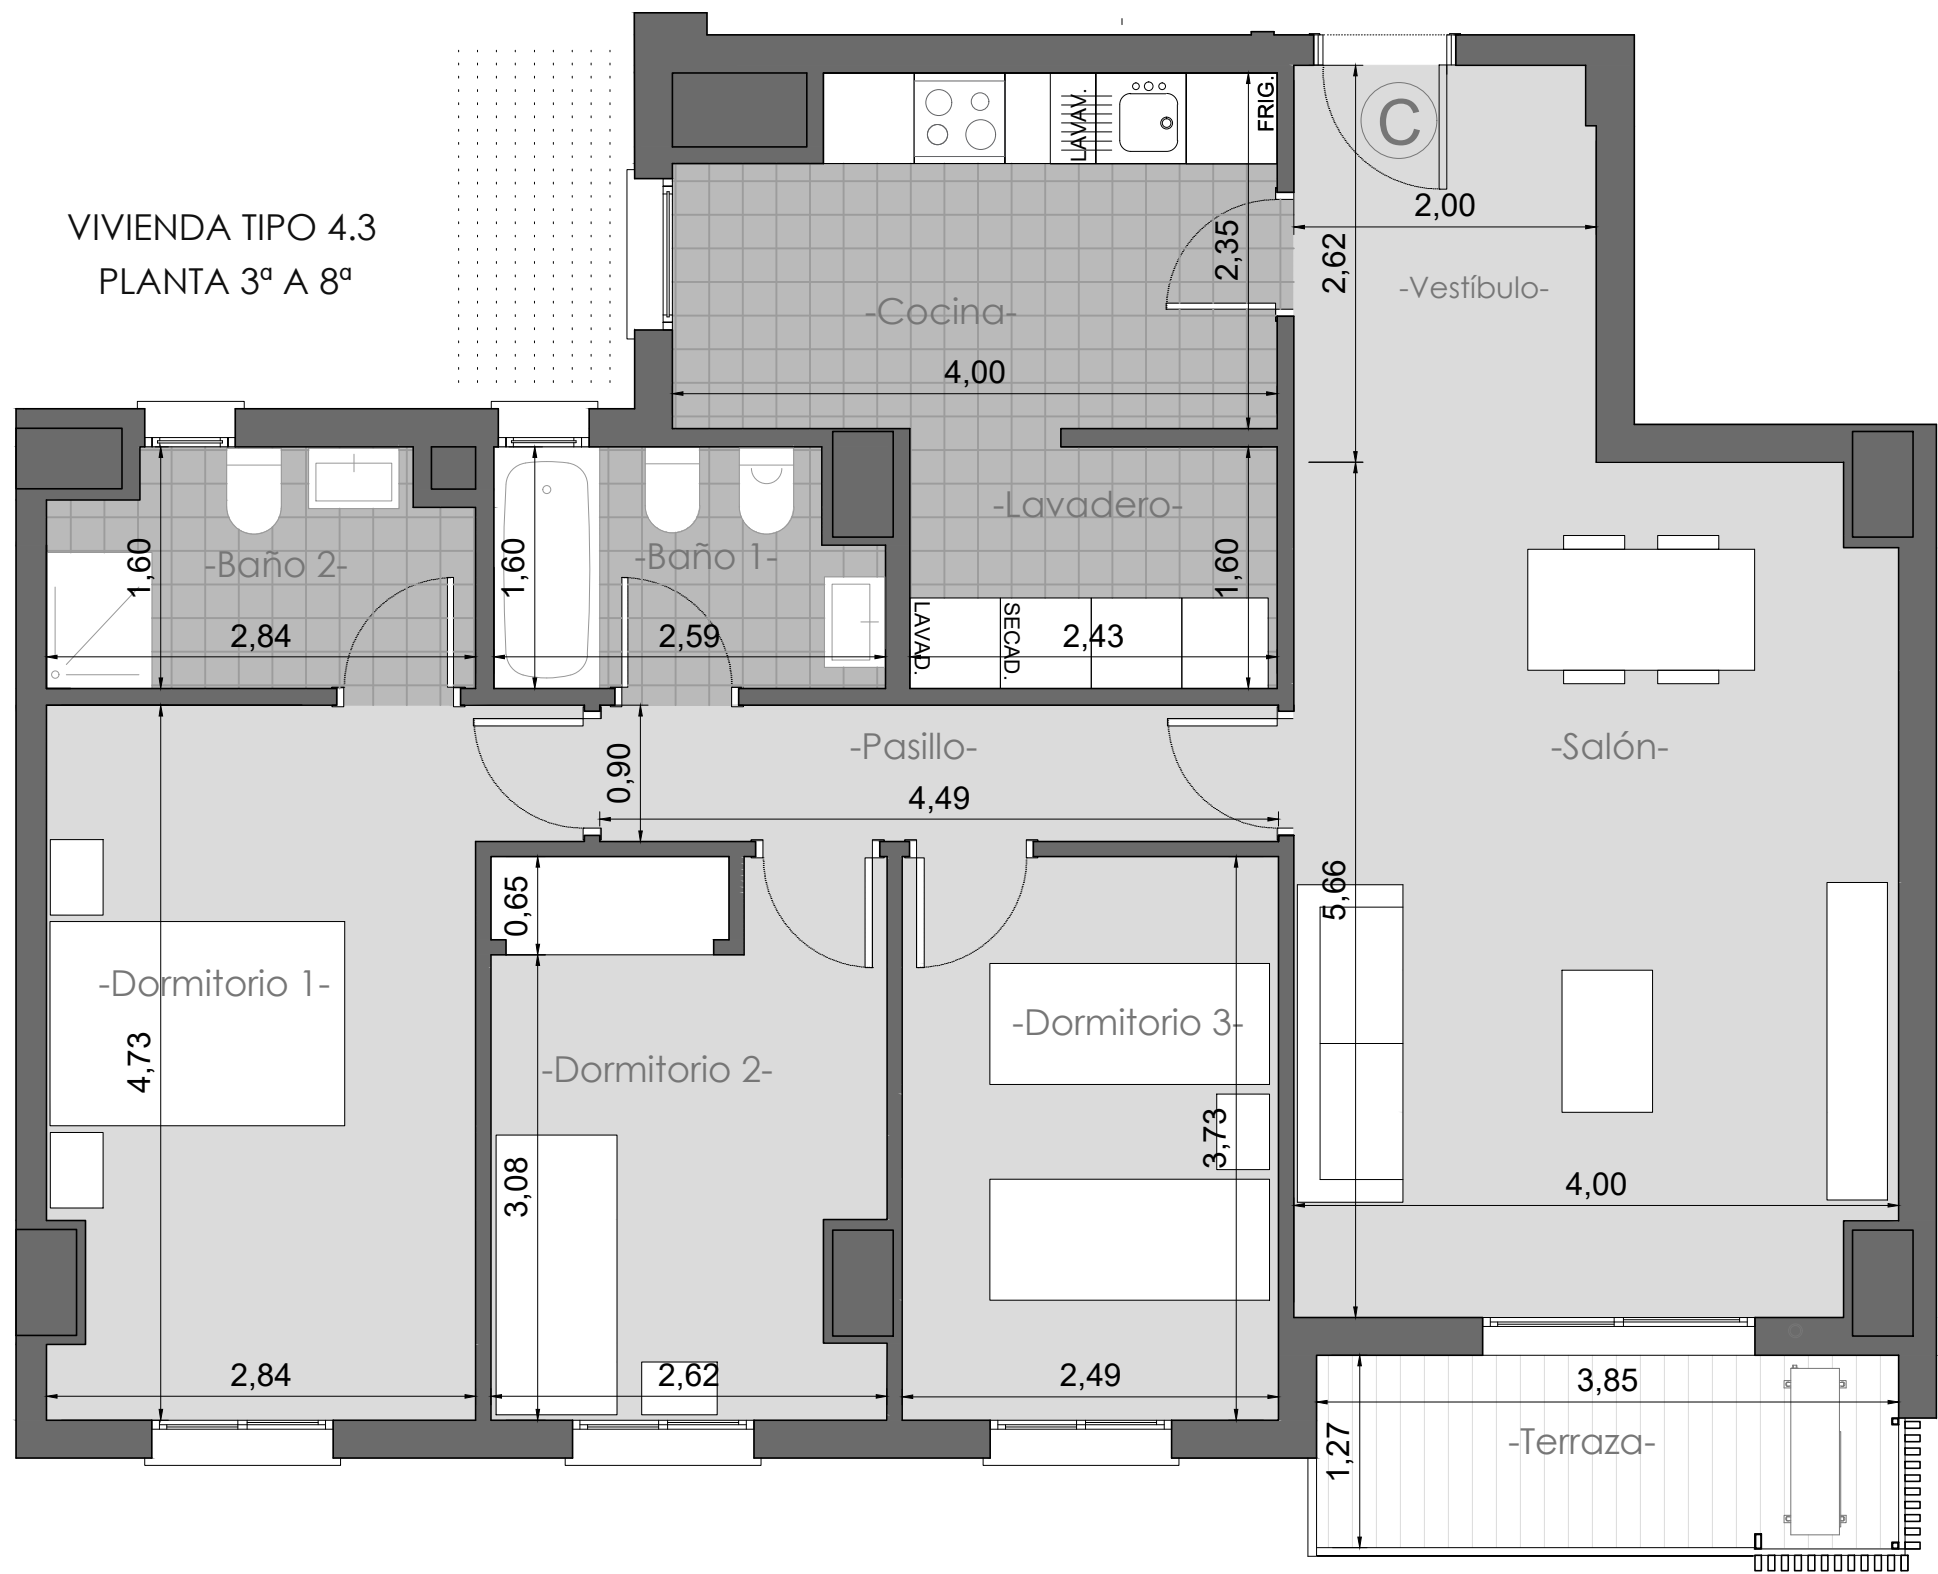 VIVIENDA TIPO 4.3
PLANTA 3ª A 8ª
LAVAV.
FRIG.
C
2,00
2,35
2,62
-Vestíbulo-
-Cocina-
4,00
-Lavadero-
1,60
-Baño 2-
1,60
-Baño 1-
1,60
2,84
2,59
LAVAD.
SECAD.
2,43
-Pasillo-
-Salón-
0,90
4,49
0,65
5,66
-Dormitorio 1-
-Dormitorio 3-
4,73
-Dormitorio 2-
3,73
3,08
4,00
2,84
2,62
2,49
3,85
1,27
-Terraza-